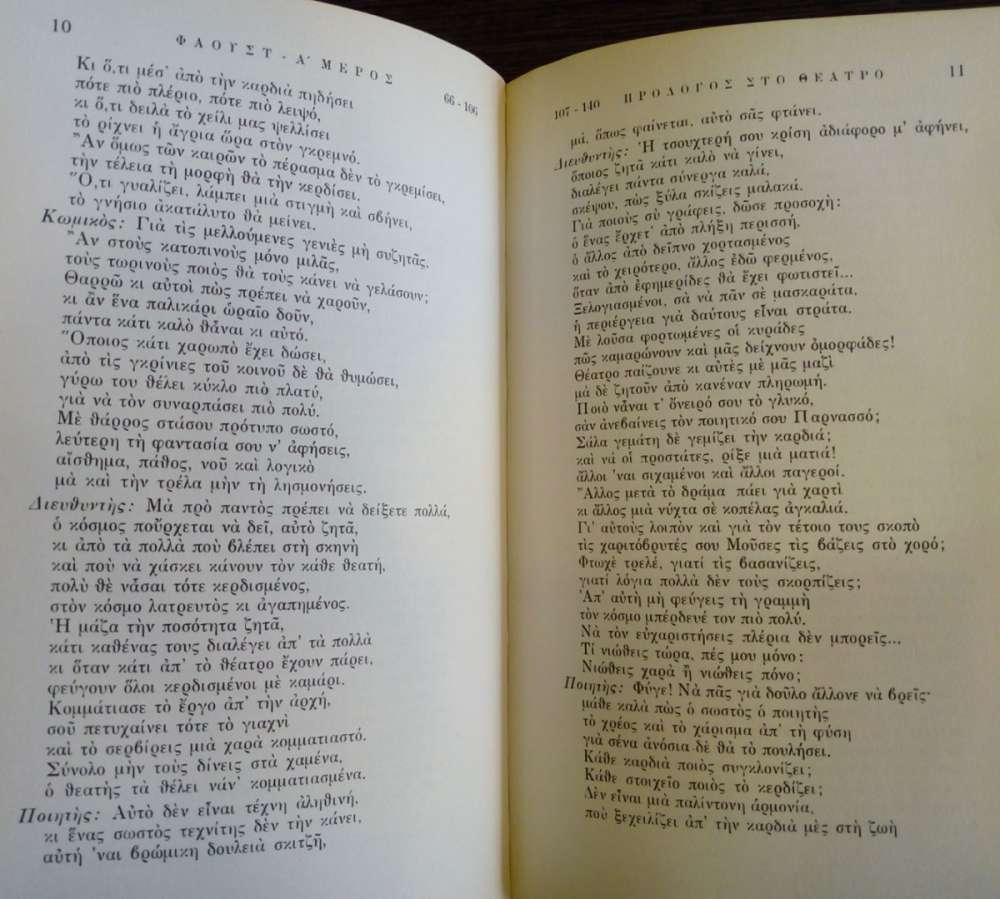 10
ΦΑΟΥΣΤ - Α΄ ΜΕΡΟΣ
66 - 106
Κι ὅ,τι μέσ' ἀπὸ τὴν καρδιὰ πηδήσει
πότε πιὸ πλέριο, πότε πιὸ λειψό,
κι ὅ,τι δειλὰ τὸ χείλι μας ψελλίσει
τὸ ρίχνει ἡ ἄγρια ὥρα στὸν γκρεμνό.
Ἂν ὅμως τῶν καιρῶν τὸ πέρασμα δὲν τὸ γκρεμίσει,
τὴν τέλεια τὴ μορφὴ θὰ τὴν κερδίσει.
Ὅ,τι γυαλίζει, λάμπει μιὰ στιγμὴ καὶ σβήνει,
τὸ γνήσιο ἀκατάλυτο θὰ μείνει.
Κωμικὸς: Γιὰ τὶς μελλούμενες γενιὲς μὴ συζητᾶς.
Ἂν στοὺς κατοπινοὺς μόνο μιλᾶς,
τοὺς τωρινοὺς ποιὸς θὰ τοὺς κάνει νὰ γελάσουν;
Θαρρῶ κι αὐτοὶ πὼς πρέπει νὰ χαροῦν,
κι ἂν ἕνα παλικάρι ὡραῖο δοῦν,
πάντα κάτι καλὸ θἆναι κι αὐτό.
Ὅποιος κάτι χαρωπὸ ἔχει δώσει,
ἀπὸ τὶς γκρίνιες τοῦ κοινοῦ δὲ θὰ θυμώσει,
γύρω του θέλει κύκλο πιὸ πλατύ,
γιὰ νὰ τὸν συναρπάσει πιὸ πολύ.
Μὲ θάρρος στάσου πρότυπο σωστό,
λεύτερη τὴ φαντασία σου ν' ἀφήσεις,
αἴσθημα, πάθος, νοῦ καὶ λογικὸ
μὰ καὶ τὴν τρέλα μὴν τὴ λησμονήσεις.
Διευθυντὴς: Μὰ πρὸ παντὸς πρέπει νὰ δείξετε πολλά,
ὁ κόσμος ποὔρχεται νὰ δεῖ, αὐτὸ ζητᾶ,
κι ἀπὸ τὰ πολλὰ ποὺ βλέπει στὴ σκηνὴ
καὶ ποὺ νὰ χάσκει κάνουν τὸν κάθε θεατή,
πολὺ θὲ νἆσαι τότε κερδισμένος,
στὸν κόσμο λατρευτὸς κι ἀγαπημένος.
Ἡ μάζα τὴν ποσότητα ζητᾶ,
κάτι καθένας τους διαλέγει ἀπ' τὰ πολλὰ
κι ὅταν κάτι ἀπ' τὸ θέατρο ἔχουν πάρει,
φεύγουν ὅλοι κερδισμένοι μὲ καμάρι.
Κομμάτιασε τὸ ἔργο ἀπ' τὴν ἀρχή,
σοῦ πετυχαίνει τότε τὸ γιαχνὶ
καὶ τὸ σερβίρεις μιὰ χαρὰ κομματιαστό.
Σύνολο μὴν τοὺς δίνεις στὰ χαμένα,
ὁ θεατὴς τὰ θέλει νάν' κομματιασμένα.
Ποιητὴς: Αὐτὸ δὲν εἶναι τέχνη ἀληθινή.
κι ἕνας σωστὸς τεχνίτης δὲν τὴν κάνει,
αὐτὴ 'ναι βρώμικη δουλειὰ σκιτζῆ,
107 - 140
ΠΡΟΛΟΓΟΣ ΣΤΟ ΘΕΑΤΡΟ
11
μά, ὅπως φαίνεται, αὐτὸ σᾶς φτάνει.
Διευθυντής: Ἡ τσουχτερή σου κρίση ἀδιάφορο μ' ἀφήνει,
ὅποιος ζητᾶ κάτι καλὸ νὰ γίνει,
διαλέγει πάντα σύνεργα καλά,
σκέψου, πὼς ξύλα σκίζεις μαλακά.
Γιὰ ποιοὺς σὺ γράφεις, δῶσε προσοχή:
ὁ ἕνας ἔρχετ' ἀπὸ πλήξη περισσή,
ὁ ἄλλος ἀπὸ δεῖπνο χορτασμένος
καὶ τὸ χειρότερο, ἄλλος ἐδῶ φερμένος,
ὅταν ἀπὸ ἐφημερίδες θὰ ἔχει φωτιστεῖ...
Ξελογιασμένοι, σὰ νὰ πᾶν σὲ μασκαράτα,
ἡ περιέργεια γιὰ δαύτους εἶναι στράτα.
Μὲ λοῦσα φορτωμένες οἱ κυράδες
πῶς καμαρώνουν καὶ μᾶς δείχνουν ὀμορφάδες!
Θέατρο παίζουνε κι αὐτὲς μὲ μᾶς μαζὶ
μὰ δὲ ζητοῦν ἀπὸ κανέναν πληρωμή.
Ποιὸ νἆναι τ' ὄνειρό σου τὸ γλυκό,
σὰν ἀνεβαίνεις τὸν ποιητικό σου Παρνασσό;
Σάλα γεμάτη δὲ γεμίζει τὴν καρδιά;
καὶ νὰ οἱ προστάτες, ρίξε μιὰ ματιά!
ἄλλοι 'ναι σιχαμένοι καὶ ἄλλοι παγεροί.
Ἄλλος μετὰ τὸ δράμα πάει γιὰ χαρτὶ
κι ἄλλος μιὰ νύχτα σὲ κοπέλας ἀγκαλιά.
Γι' αὐτοὺς λοιπὸν καὶ γιὰ τὸν τέτοιο τους σκοπὸ
τὶς χαριτόβρυτές σου Μοῦσες τὶς βάζεις στὸ χορό;
Φτωχὲ τρελέ, γιατί τὶς βασανίζεις,
γιατί λόγια πολλὰ δὲν τοὺς σκορπίζεις;
Ἀπ' αὐτὴ μὴ φεύγεις τὴ γραμμὴ
τὸν κόσμο μπέρδευέ τον πιὸ πολύ.
Νὰ τὸν εὐχαριστήσεις πλέρια δὲν μπορεῖς...
Τί νιώθεις τώρα, πές μου μόνο:
Νιώθεις χαρὰ ἢ νιώθεις πόνο;
Ποιητής: Φύγε! Νὰ πᾶς γιὰ δοῦλο ἄλλονε νὰ βρεῖς·
μάθε καλὰ πὼς ὁ σωστὸς ὁ ποιητὴς
τὸ χρέος καὶ τὸ χάρισμα ἀπ' τὴ φύση
γιὰ σένα ἀνόσια δὲ θὰ τὸ πουλήσει.
Κάθε καρδιὰ ποιὸς συγκλονίζει;
Κάθε στοιχεῖο ποιὸς τὸ κερδίζει;
Δὲν εἶναι μιὰ παλίντονη ἁρμονία,
ποὺ ξεχειλίζει ἀπ' τὴν καρδιὰ μὲς στὴ ζωὴ